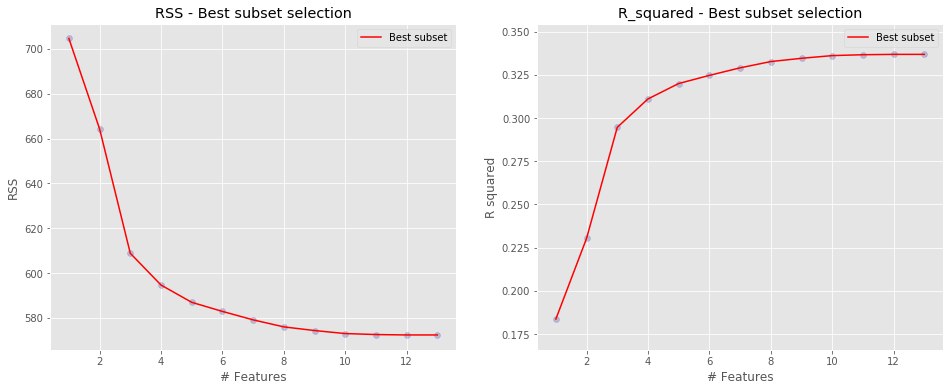 RSS - Best subset selection
Best subset
700
680
660
640
620
600
580
RSS
2 4 6 8 10 12
# Features
R_squared - Best subset selection
Best subset
0.350
0.325
0.300
0.275
0.250
0.225
0.200
0.175
R squared
2 4 6 8 10 12
# Features